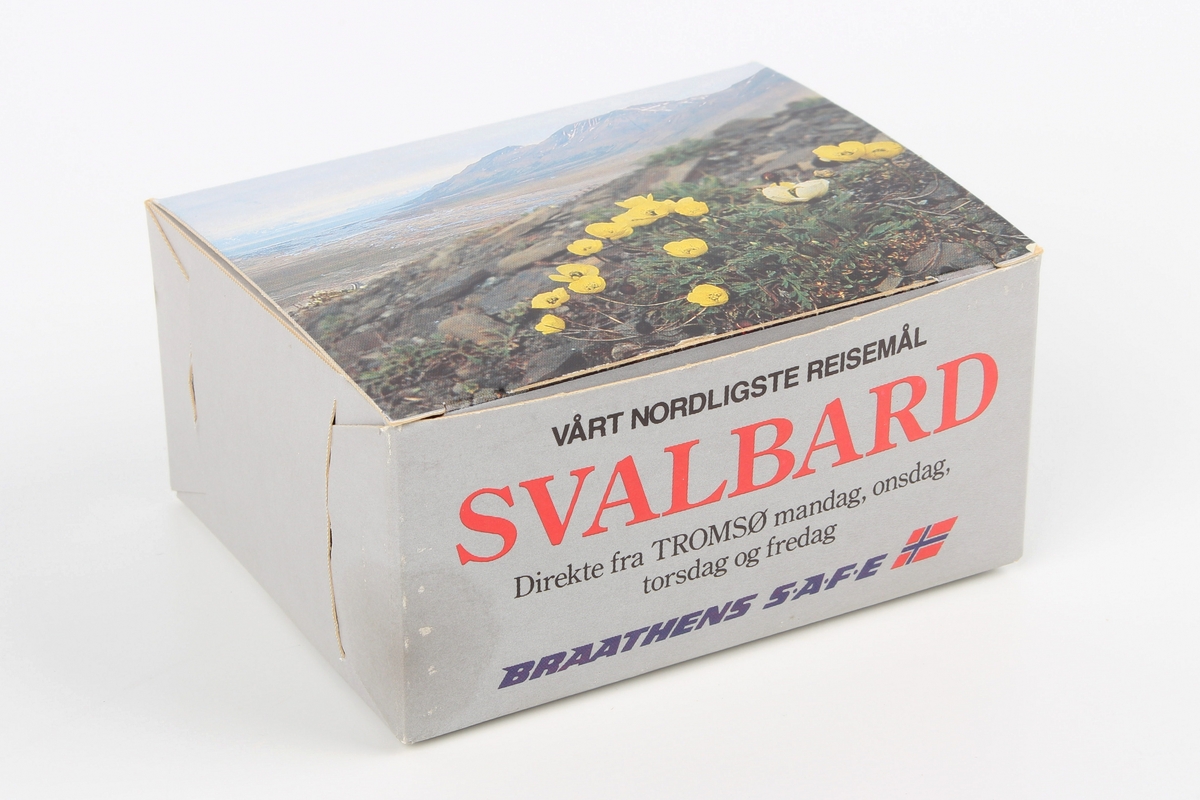 VÅRT NORDLIGSTE REISEMÅL
SVALBARD
Direkte fra TROMSØ mandag, onsdag,
torsdag og fredag
BRAATHENS S·A·F·E